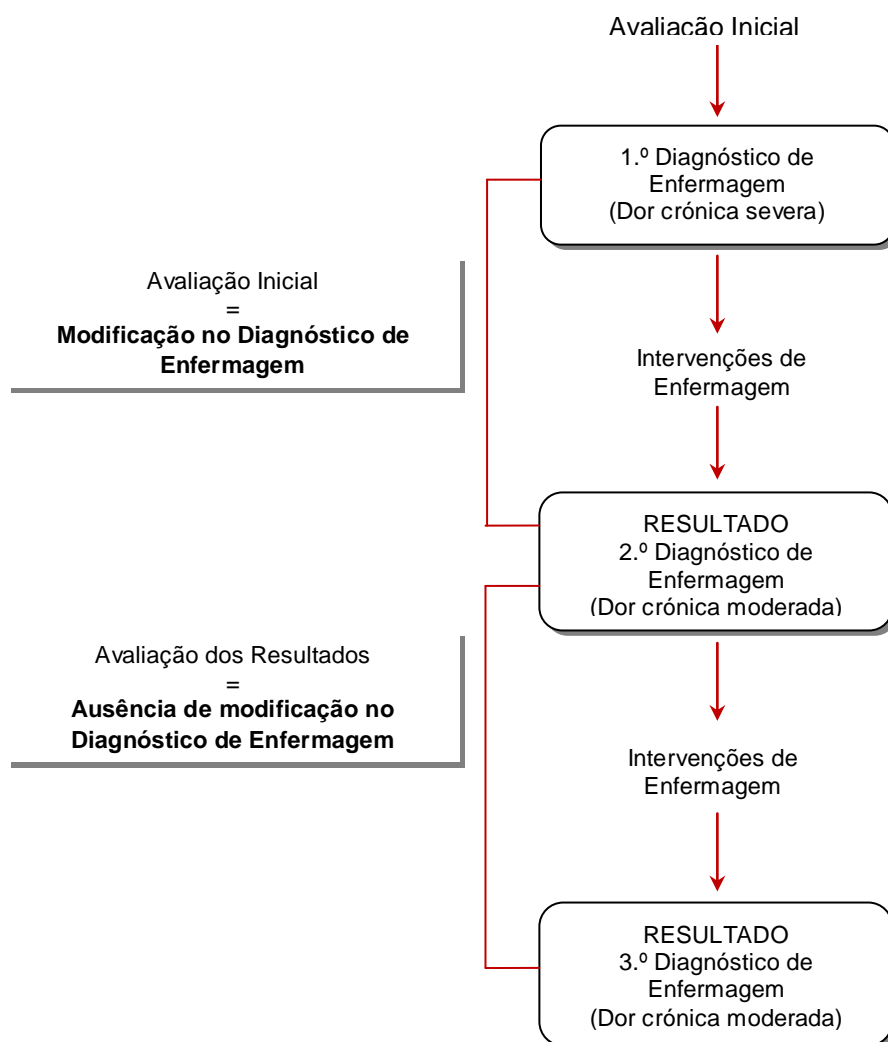 Avaliação Inicial
1.º Diagnóstico de
Enfermagem
(Dor crónica severa)
Avaliação Inicial
=
Modificação no Diagnóstico de
Enfermagem
Intervenções de
Enfermagem
RESULTADO
2.º Diagnóstico de
Enfermagem
(Dor crónica moderada)
Avaliação dos Resultados
=
Ausência de modificação no
Diagnóstico de Enfermagem
Intervenções de
Enfermagem
RESULTADO
3.º Diagnóstico de
Enfermagem
(Dor crónica moderada)